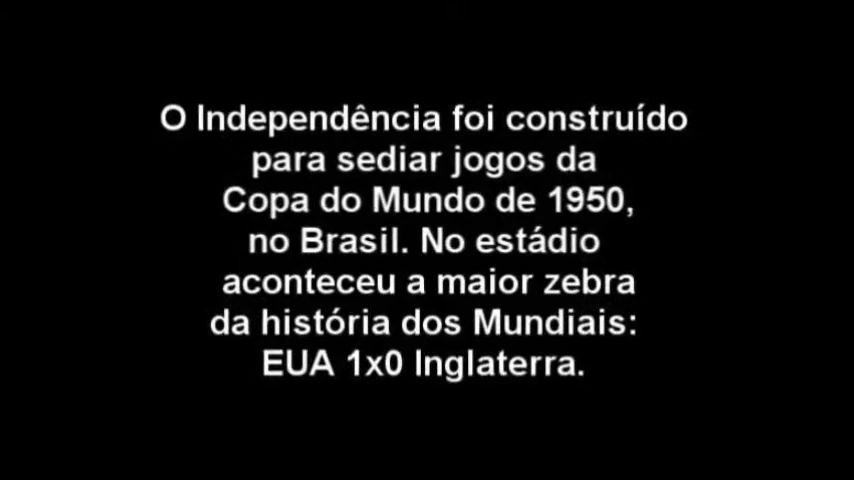 O Independência foi construído
para sediar jogos da
Copa do Mundo de 1950,
no Brasil. No estádio
aconteceu a maior zebra
da história dos Mundiais:
EUA 1x0 Inglaterra.